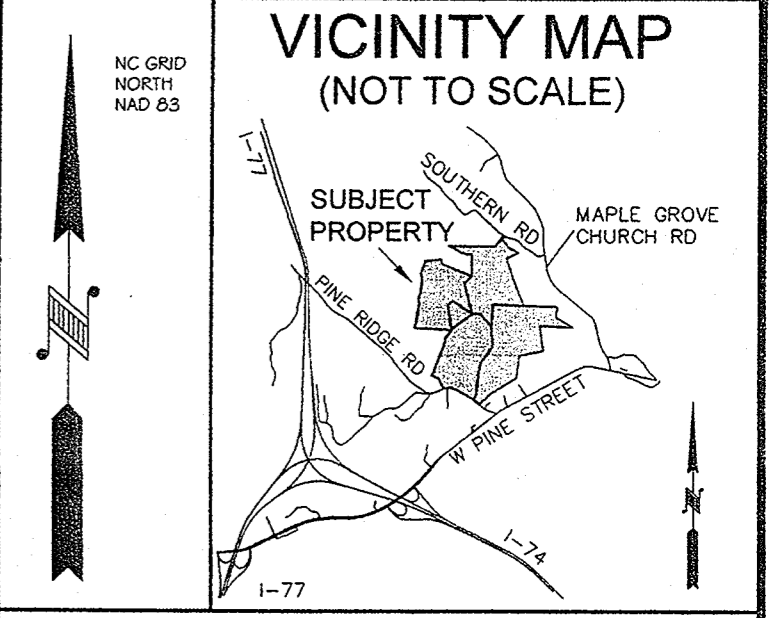 NC GRID
NORTH
NAD 83
VICINITY MAP
(NOT TO SCALE)
I-77
SOUTHERN RD
SUBJECT
PROPERTY
MAPLE GROVE
CHURCH RD
PINE RIDGE RD
W PINE STREET
I-74
I-77